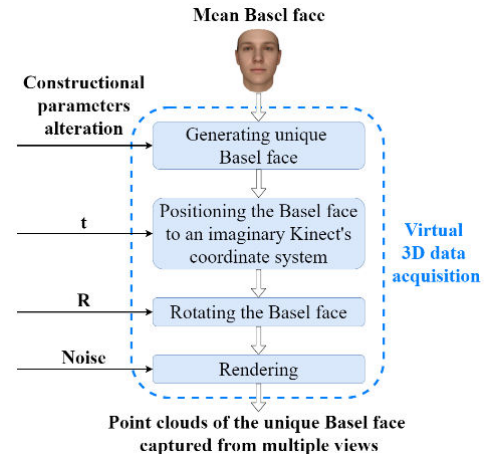 Mean Basel face
Constructional
parameters
alteration
Generating unique
Basel face
t
Positioning the Basel face
to an imaginary Kinect's
coordinate system
Virtual
3D data
acquisition
R
Rotating the Basel face
Noise
Rendering
Point clouds of the unique Basel face
captured from multiple views